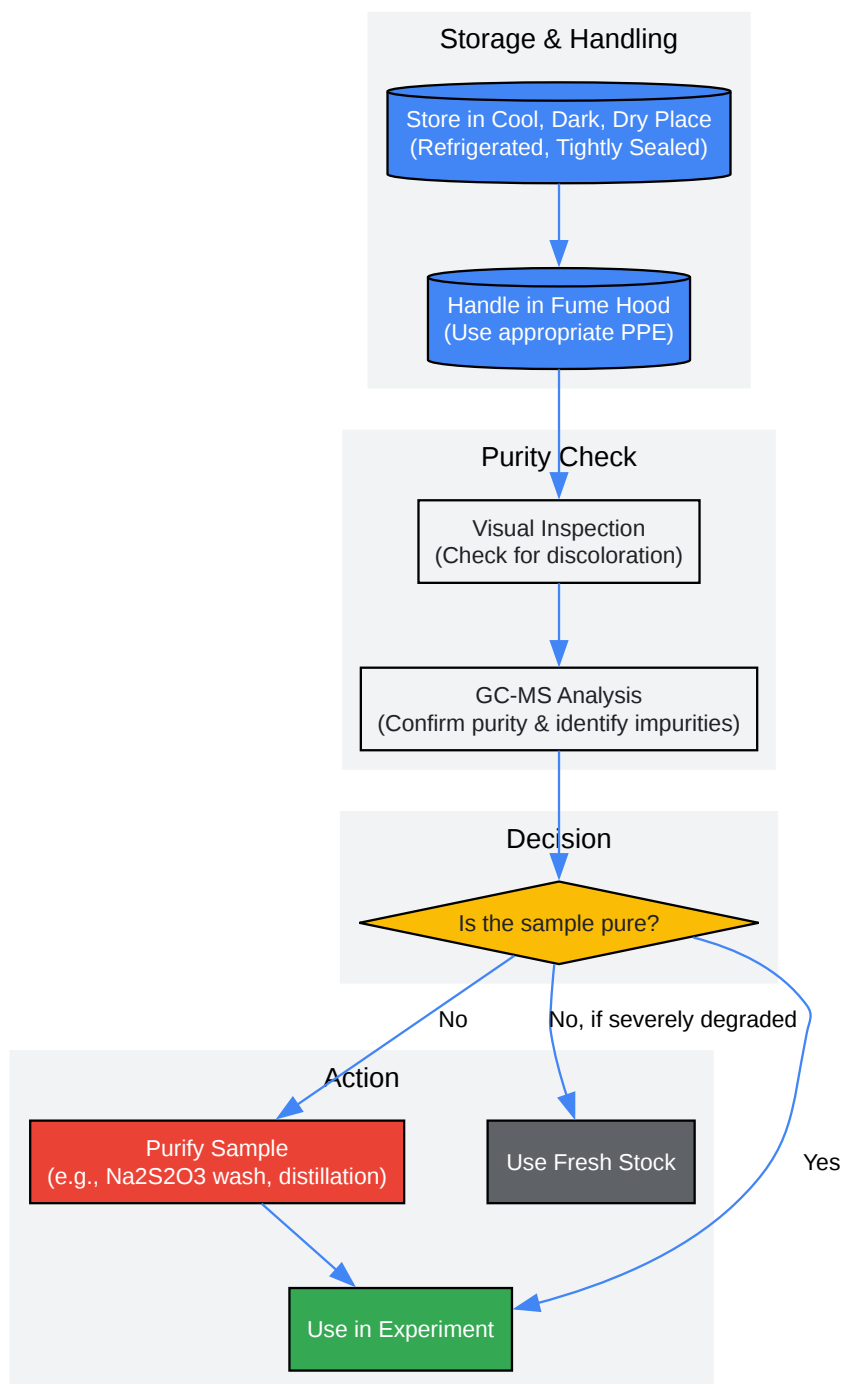 Storage & Handling
Store in Cool, Dark, Dry Place
(Refrigerated, Tightly Sealed)
Handle in Fume Hood
(Use appropriate PPE)
Purity Check
Visual Inspection
(Check for discoloration)
GC-MS Analysis
(Confirm purity & identify impurities)
Decision
Is the sample pure?
No
No, if severely degraded
Action
Purify Sample
(e.g., Na2S2O3 wash, distillation)
Use Fresh Stock
Yes
Use in Experiment